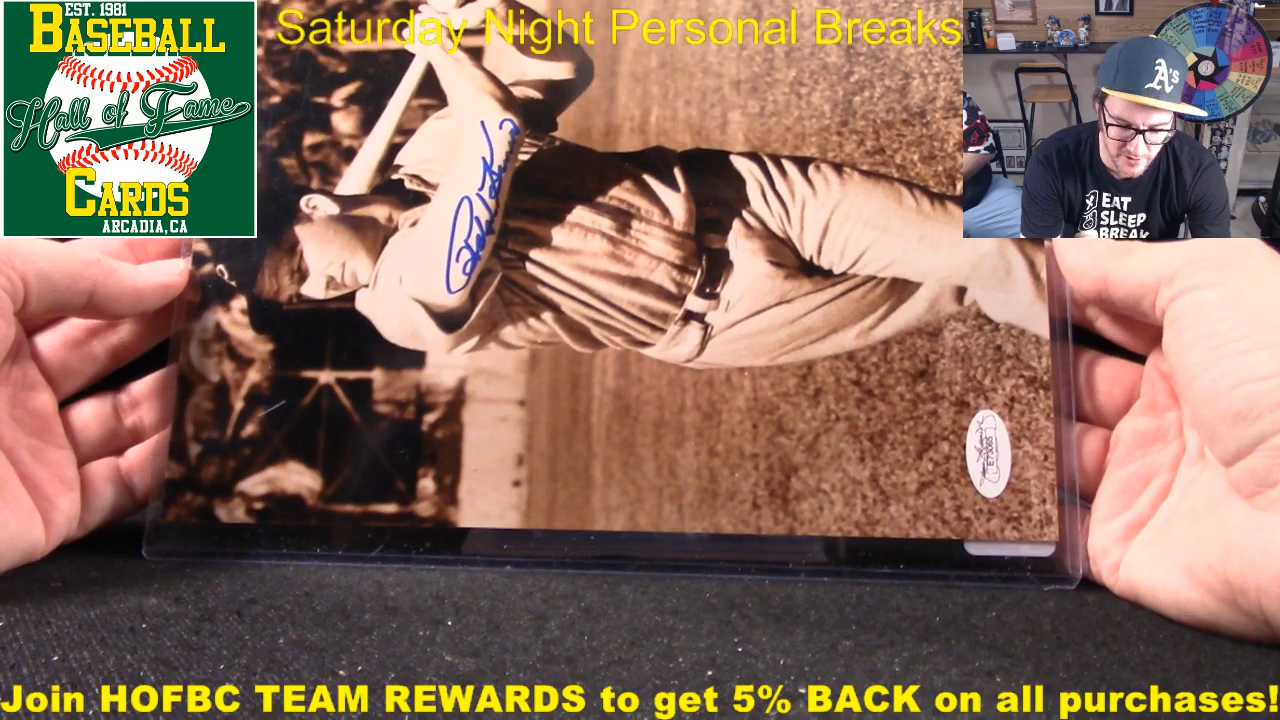 EST. 1981
BASEBALL
Hall of Fame
CARDS
ARCADIA, CA
Saturday Night Personal Breaks
A's
EAT
SLEEP
BREAK
E73065
Join HOFBC TEAM REWARDS to get 5% BACK on all purchases!